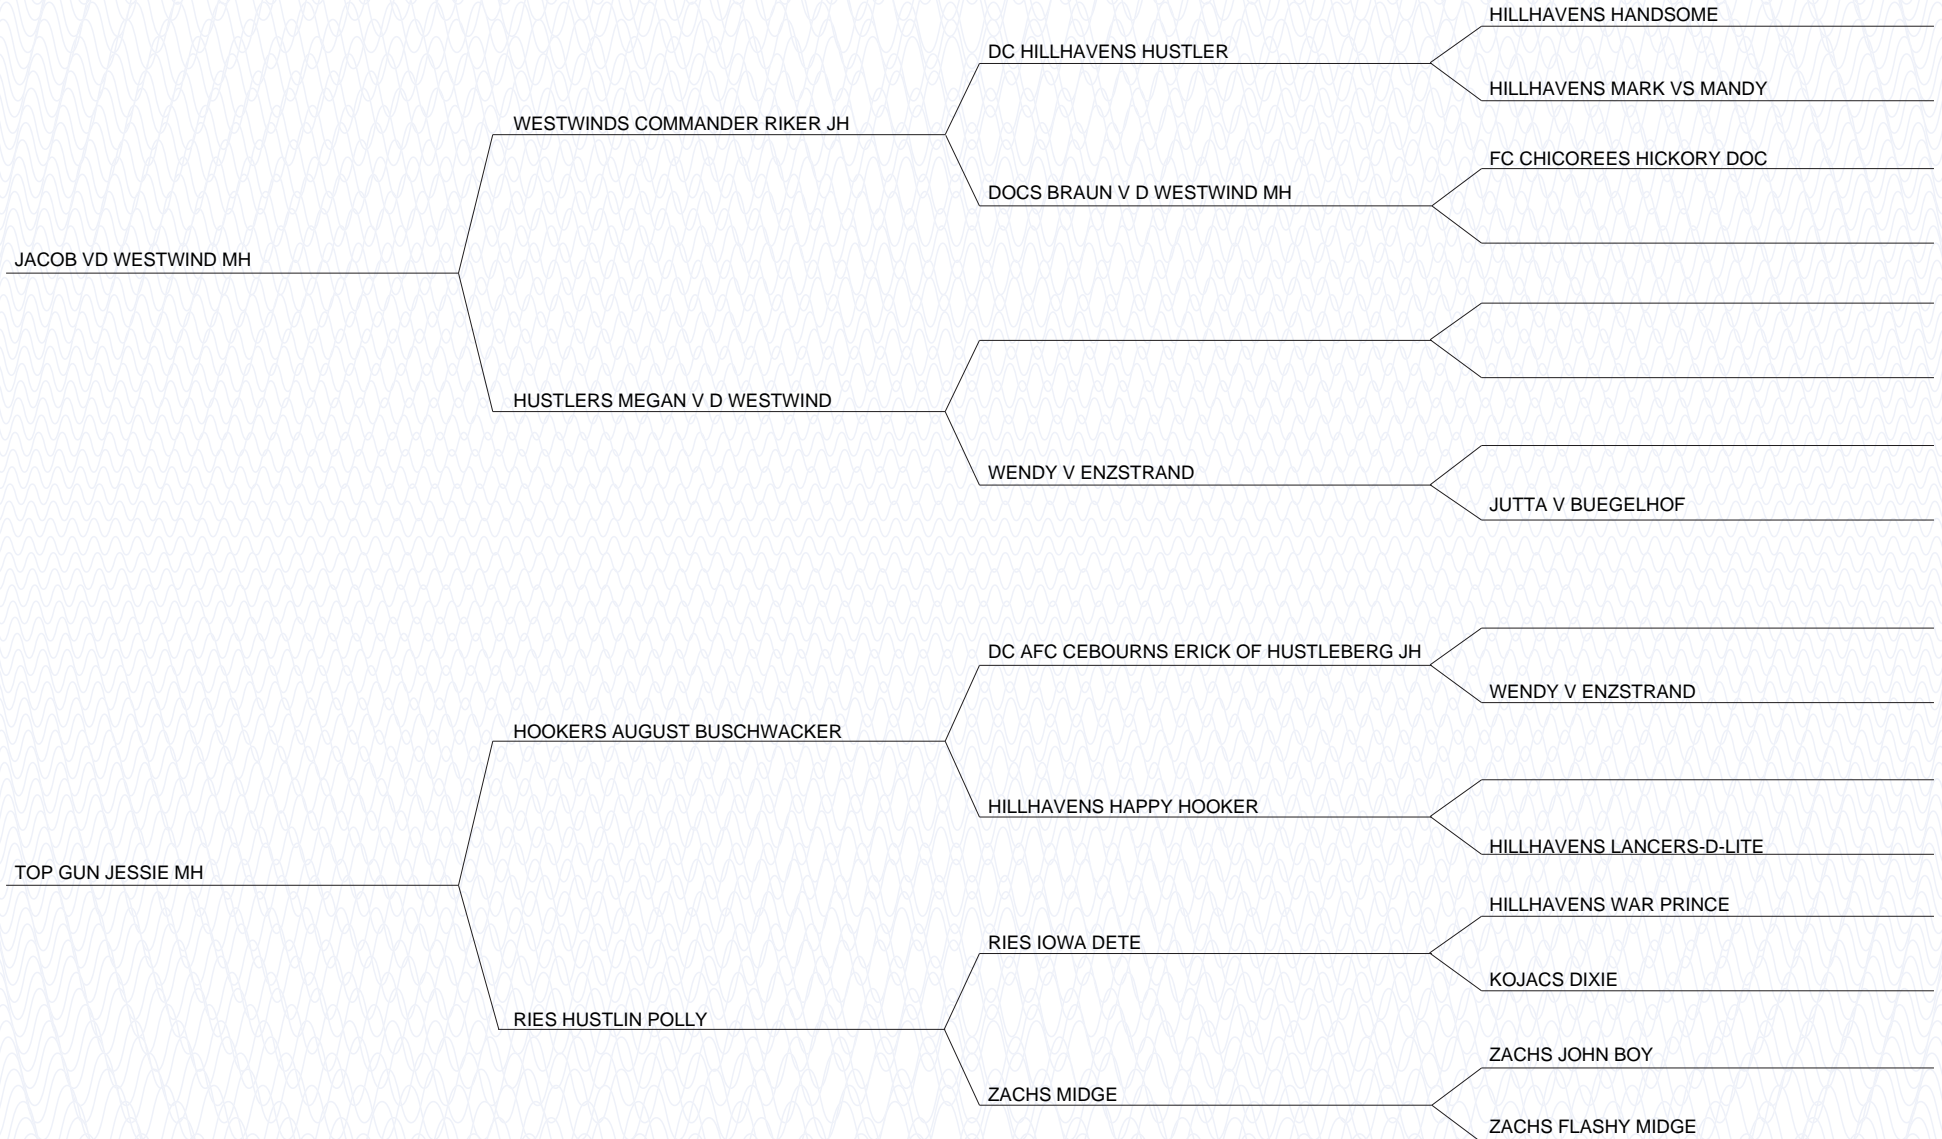 HILLHAVENS HANDSOME
DC HILLHAVENS HUSTLER
HILLHAVENS MARK VS MANDY
WESTWINDS COMMANDER RIKER JH
FC CHICOREES HICKORY DOC
DOCS BRAUN V D WESTWIND MH
JACOB VD WESTWIND MH
HUSTLERS MEGAN V D WESTWIND
WENDY V ENZSTRAND
JUTTA V BUEGELHOF
DC AFC CEBOURNS ERICK OF HUSTLEBERG JH
WENDY V ENZSTRAND
HOOKERS AUGUST BUSCHWACKER
HILLHAVENS HAPPY HOOKER
HILLHAVENS LANCERS-D-LITE
TOP GUN JESSIE MH
HILLHAVENS WAR PRINCE
RIES IOWA DETE
KOJACS DIXIE
RIES HUSTLIN POLLY
ZACHS JOHN BOY
ZACHS MIDGE
ZACHS FLASHY MIDGE